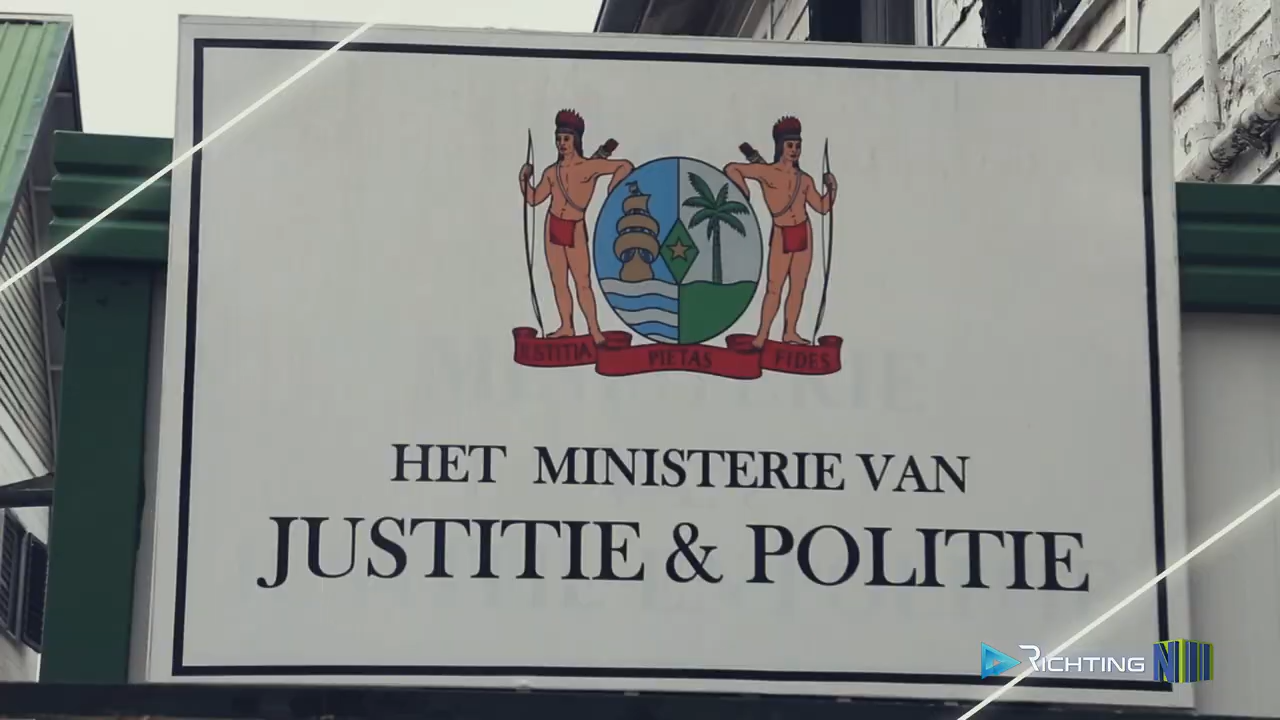 JUSTITIA PIETAS FIDES
HET MINISTERIE VAN
JUSTITIE & POLITIE
RICHTING N